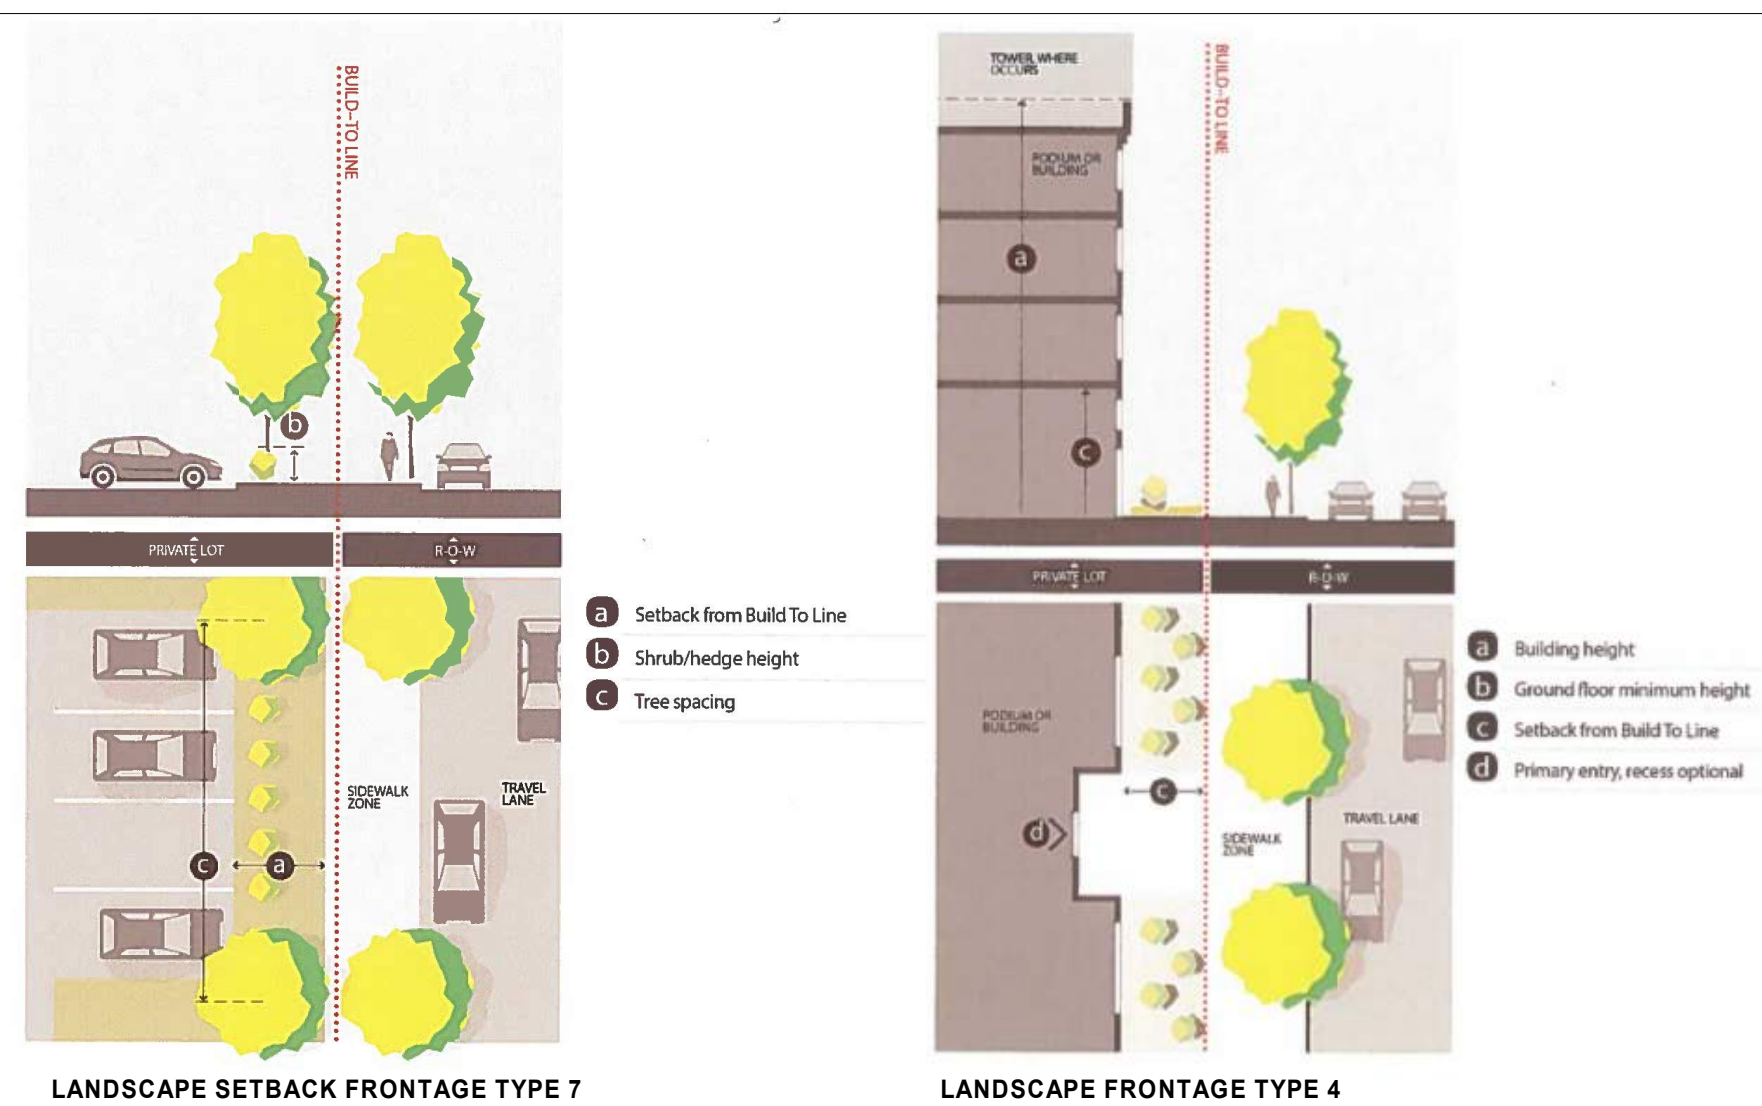 BUILD-TO LINE
b
PRIVATE LOT
R-O-W
SIDEWALK
ZONE
TRAVEL
LANE
c
a
a Setback from Build To Line
b Shrub/hedge height
c Tree spacing
LANDSCAPE SETBACK FRONTAGE TYPE 7
TOWER WHERE
OCCURS
BUILD-TO LINE
PODIUM OR
BUILDING
a
c
PRIVATE LOT
R-O-W
PODIUM OR
BUILDING
c
d
TRAVEL LANE
SIDEWALK
ZONE
a Building height
b Ground floor minimum height
c Setback from Build To Line
d Primary entry, recess optional
LANDSCAPE FRONTAGE TYPE 4